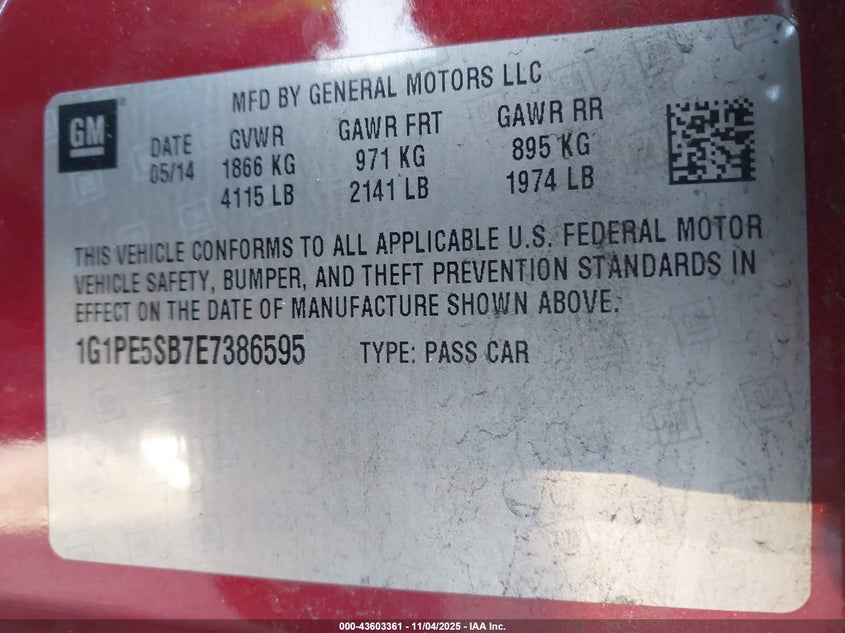 MFD BY GENERAL MOTORS LLC
GM®
DATE GVWR GAWR FRT GAWR RR
05/14 1866 KG 971 KG 895 KG
4115 LB 2141 LB 1974 LB
THIS VEHICLE CONFORMS TO ALL APPLICABLE U.S. FEDERAL MOTOR
VEHICLE SAFETY, BUMPER, AND THEFT PREVENTION STANDARDS IN
EFFECT ON THE DATE OF MANUFACTURE SHOWN ABOVE.
1G1PE5SB7E7386595 TYPE: PASS CAR
000-43603361 - 11/04/2025 - IAA Inc.